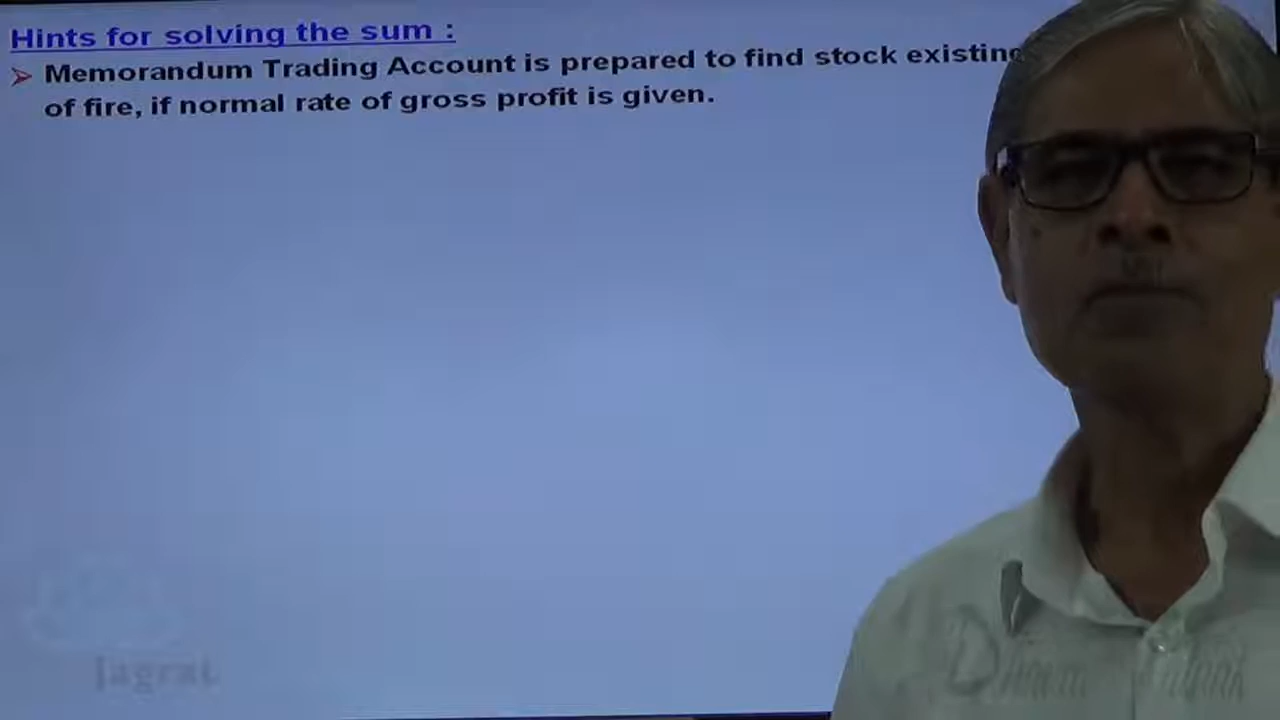 Hints for solving the sum :
➢ Memorandum Trading Account is prepared to find stock existing
of fire, if normal rate of gross profit is given.
Jagrat